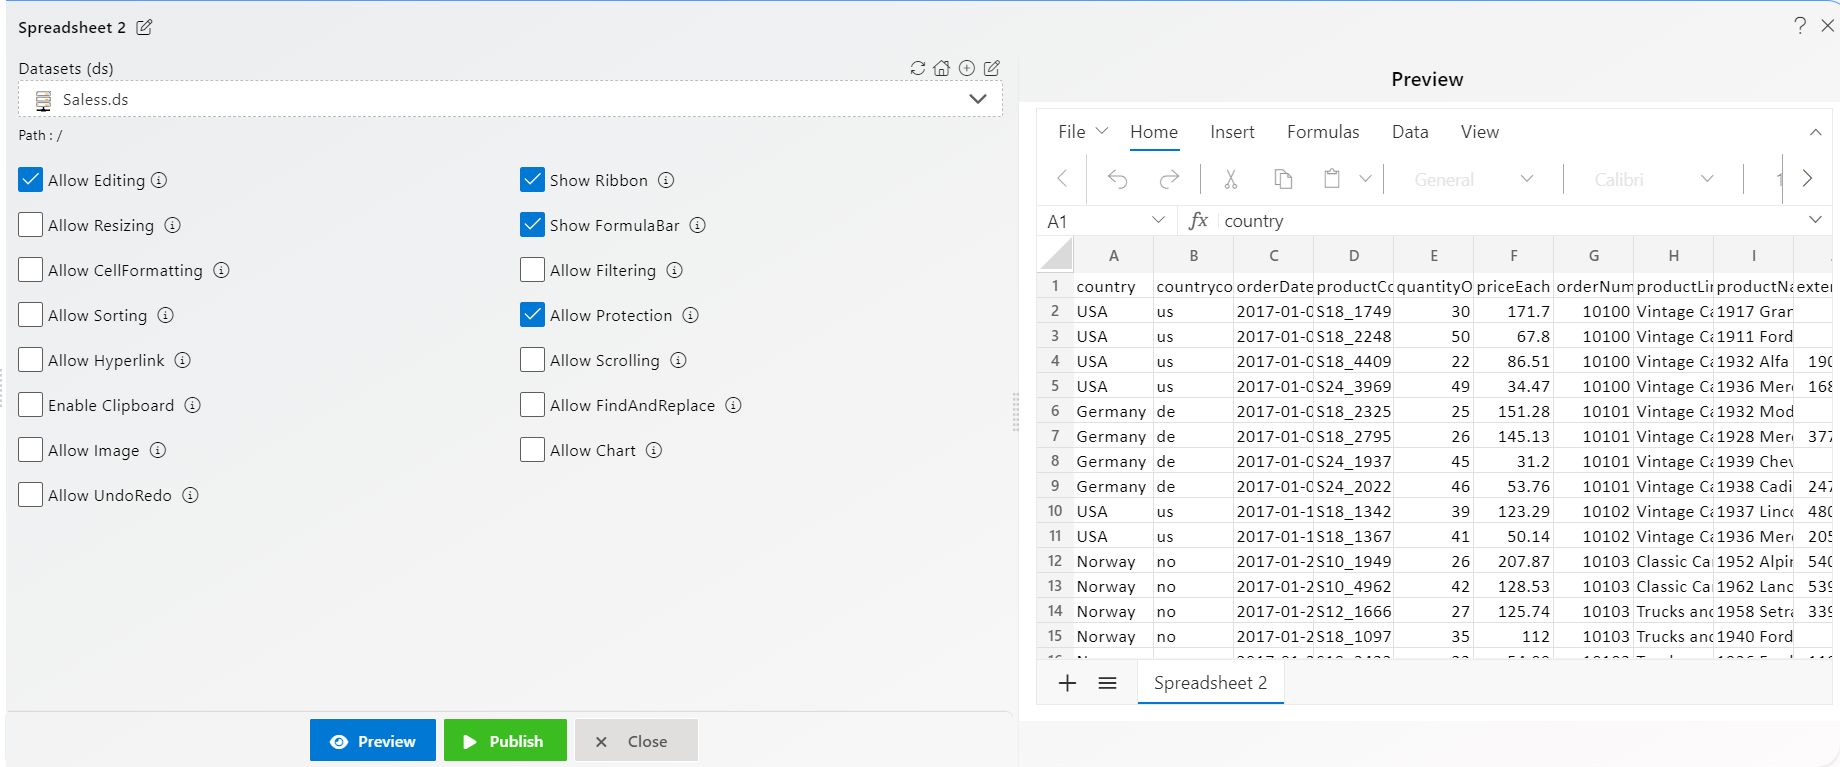 Spreadsheet 2
Datasets (ds)
Saless.ds
Path : /
Allow Editing
Show Ribbon
Allow Resizing
Show FormulaBar
Allow CellFormatting
Allow Filtering
Allow Sorting
Allow Protection
Allow Hyperlink
Allow Scrolling
Enable Clipboard
Allow FindAndReplace
Allow Image
Allow Chart
Allow UndoRedo
Preview Publish Close
Preview
File Home Insert Formulas Data View
General Calibri 1
A1 fx country
A B C D E F G H I
1 country countryco orderDate productCo quantityO priceEach orderNum productLin productNa exter
2 USA us 2017-01-0 S18_1749 30 171.7 10100 Vintage Ca 1917 Gran
3 USA us 2017-01-0 S18_2248 50 67.8 10100 Vintage Ca 1911 Ford
4 USA us 2017-01-0 S18_4409 22 86.51 10100 Vintage Ca 1932 Alfa 190
5 USA us 2017-01-0 S24_3969 49 34.47 10100 Vintage Ca 1936 Mer 168
6 Germany de 2017-01-0 S18_2325 25 151.28 10101 Vintage Ca 1932 Mod
7 Germany de 2017-01-0 S18_2795 26 145.13 10101 Vintage Ca 1928 Mer 377
8 Germany de 2017-01-0 S24_1937 45 31.2 10101 Vintage Ca 1939 Chev
9 Germany de 2017-01-0 S24_2022 46 53.76 10101 Vintage Ca 1938 Cadi 247
10 USA us 2017-01-1 S18_1342 39 123.29 10102 Vintage Ca 1937 Linc 480
11 USA us 2017-01-1 S18_1367 41 50.14 10102 Vintage Ca 1936 Mer 205
12 Norway no 2017-01-2 S10_1949 26 207.87 10103 Classic Ca 1952 Alpi 540
13 Norway no 2017-01-2 S10_4962 42 128.53 10103 Classic Ca 1962 Lanc 539
14 Norway no 2017-01-2 S12_1666 27 125.74 10103 Trucks and 1958 Setra 339
15 Norway no 2017-01-2 S18_1097 35 112 10103 Trucks and 1940 Ford
Spreadsheet 2